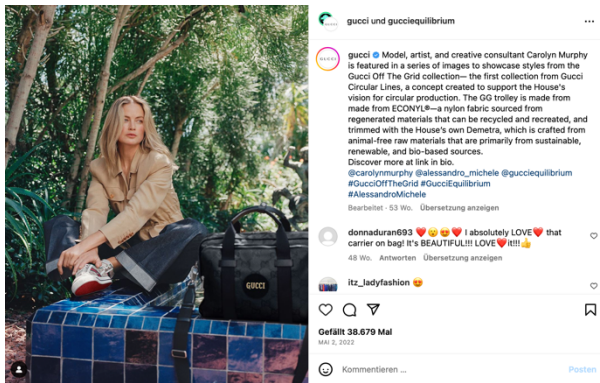 gucci und gucciequilibrium
gucci Model, artist, and creative consultant Carolyn Murphy
is featured in a series of images to showcase styles from the
Gucci Off The Grid collection— the first collection from Gucci
Circular Lines, a concept created to support the House's
vision for circular production. The GG trolley is made from
made from ECONYL®—a nylon fabric sourced from
regenerated materials that can be recycled and recreated, and
trimmed with the House's own Demetra, which is crafted from
animal-free raw materials that are primarily from sustainable,
renewable, and bio-based sources.
Discover more at link in bio.
@carolynmurphy @alessandro_michele @gucciequilibrium
#GucciOffTheGrid #GucciEquilibrium
#AlessandroMichele
Bearbeitet · 53 Wo. Übersetzung anzeigen
donnaduran693 ❤️😮😍❤️ I absolutely LOVE❤️ that
carrier on bag! It's BEAUTIFUL!!! LOVE❤️it!!!👍
48 Wo. Antworten Übersetzung anzeigen
itz_ladyfashion 😍
Gefällt 38.679 Mal
MAI 2, 2022
Kommentieren ...
Posten
GUCCI
GUCCI